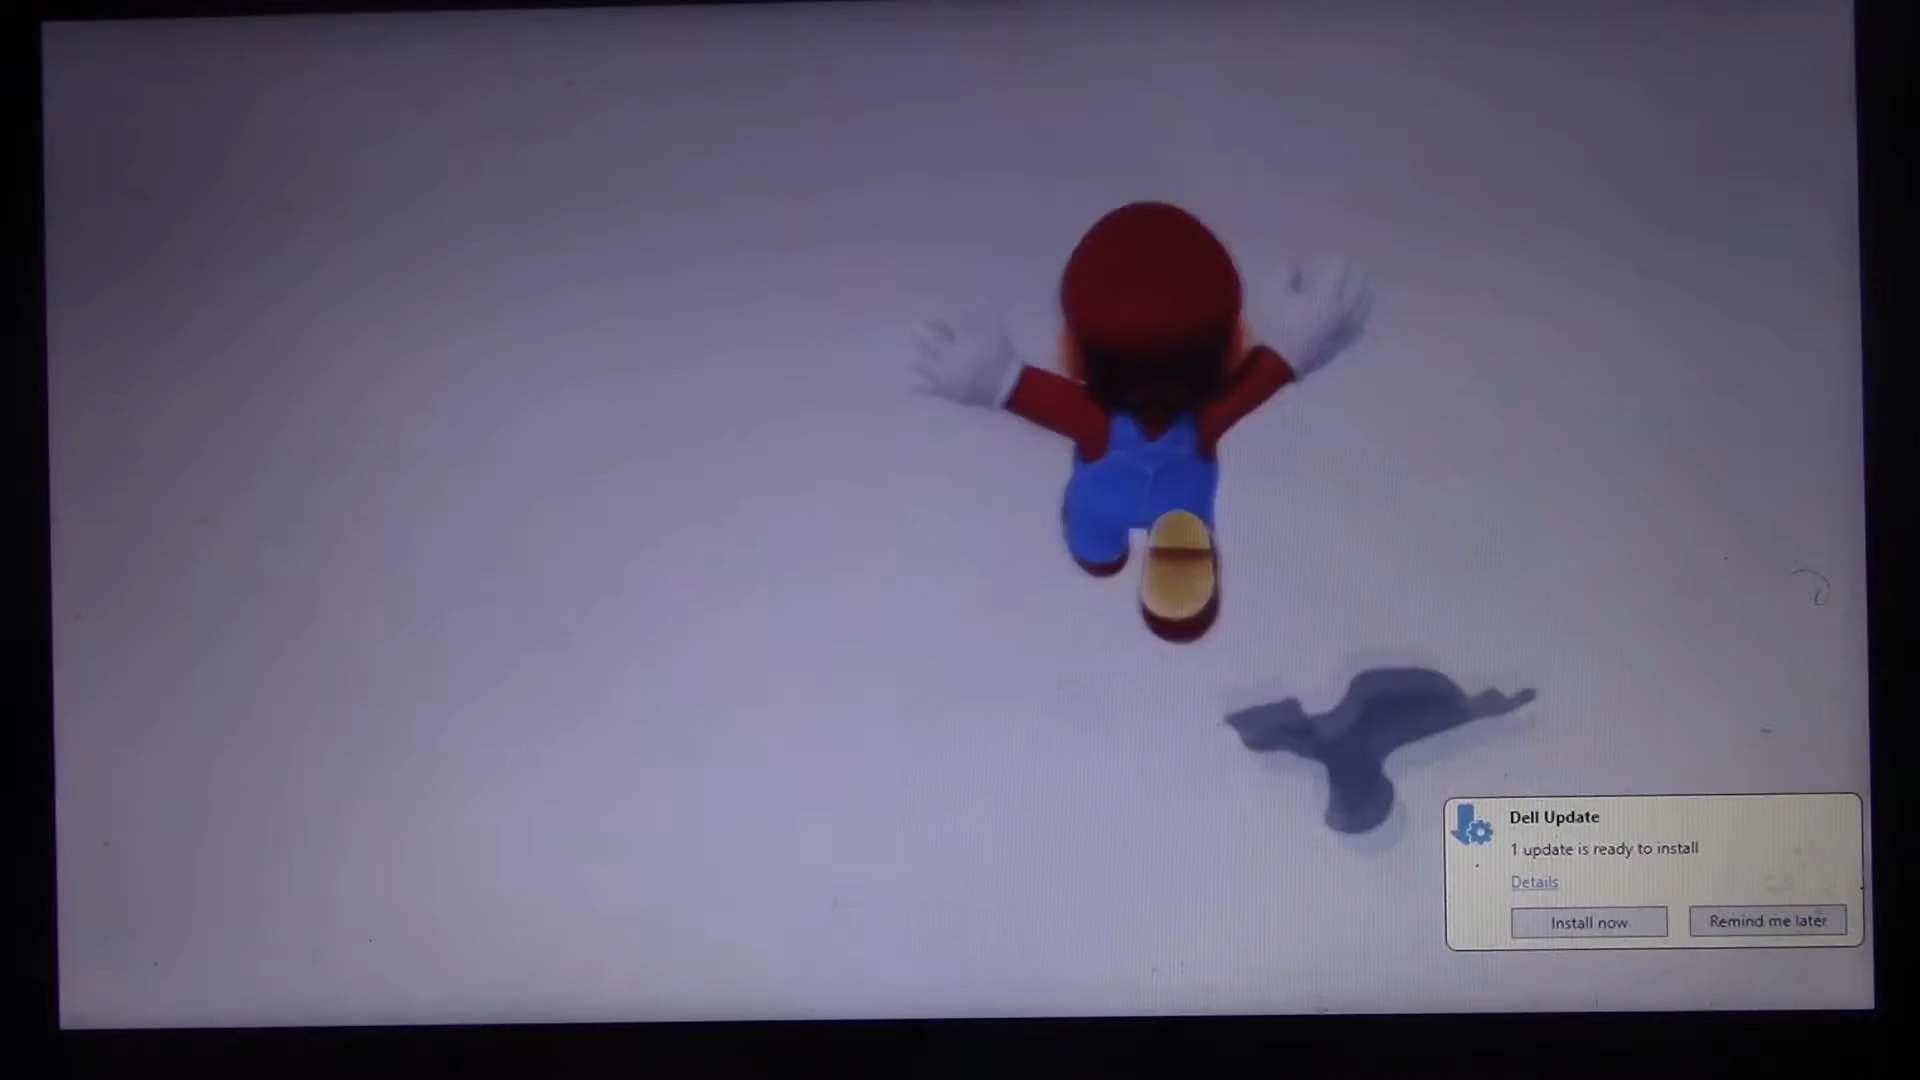 Dell Update
1 update is ready to install
Details
Install now
Remind me later